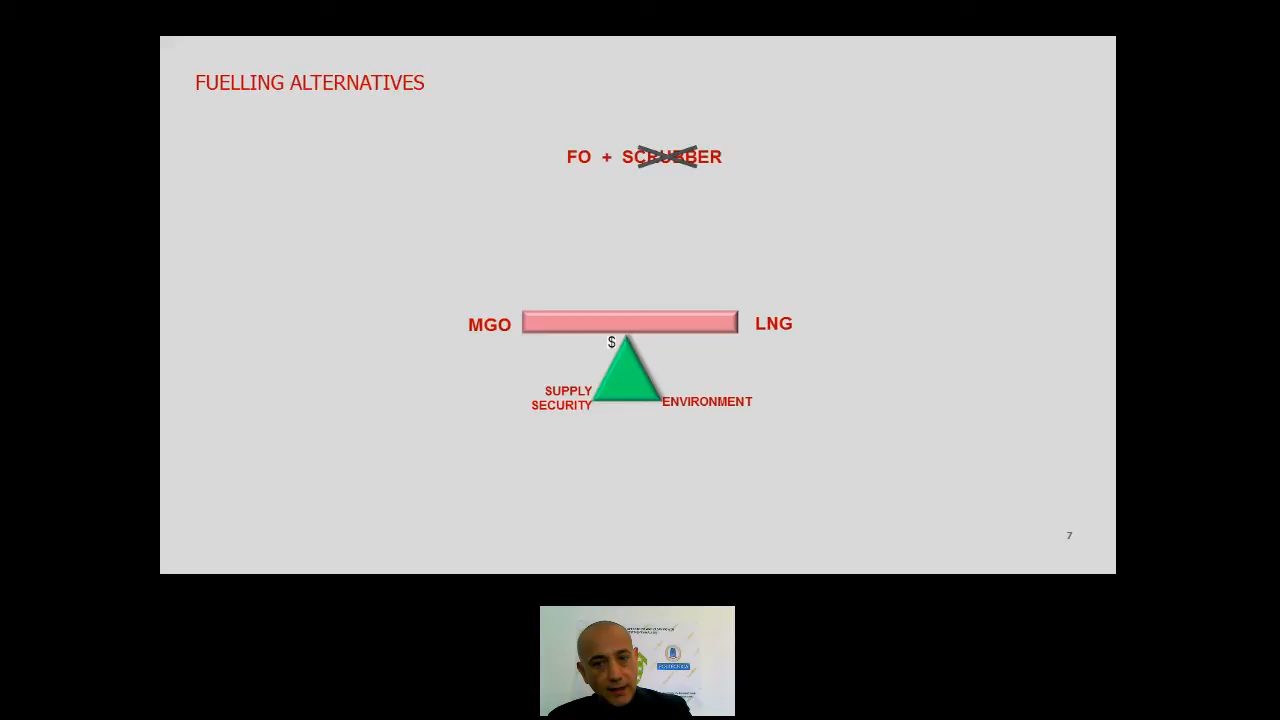 FUELLING ALTERNATIVES
FO + SCRUBBER
MGO
LNG
$
SUPPLY
SECURITY
ENVIRONMENT
7